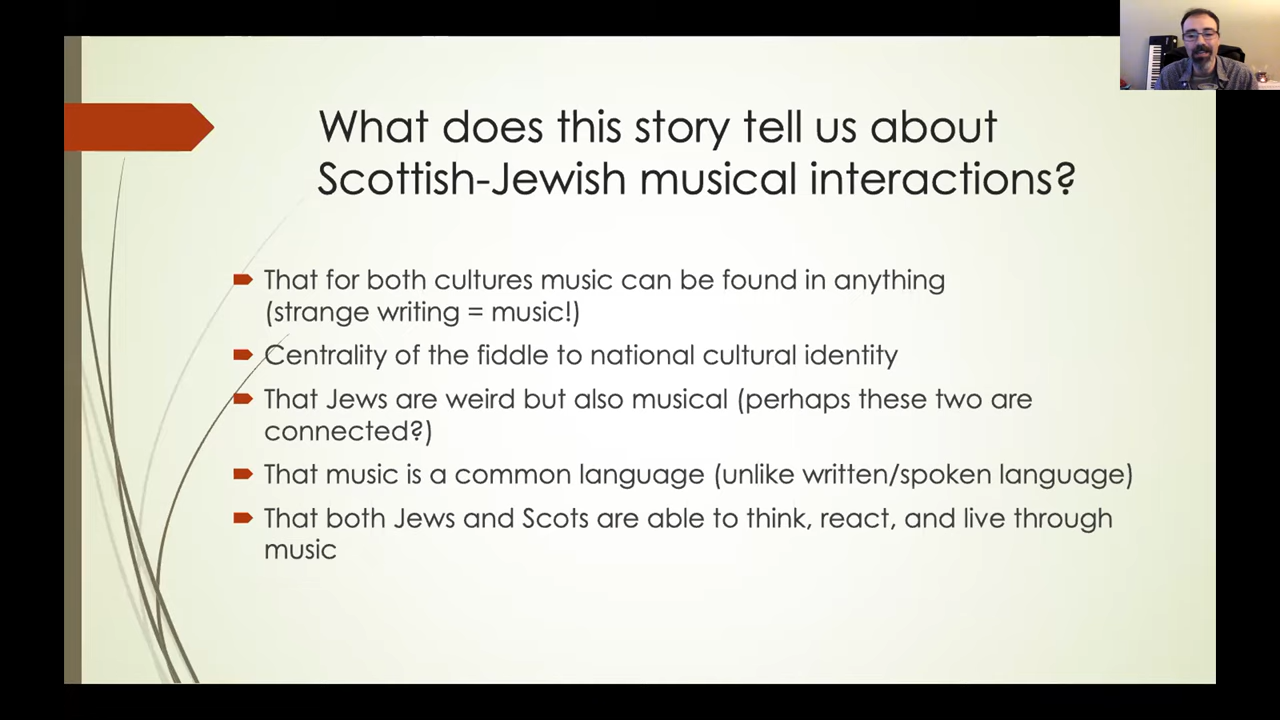 What does this story tell us about
Scottish-Jewish musical interactions?
That for both cultures music can be found in anything
(strange writing = music!)
Centrality of the fiddle to national cultural identity
That Jews are weird but also musical (perhaps these two are
connected?)
That music is a common language (unlike written/spoken language)
That both Jews and Scots are able to think, react, and live through
music